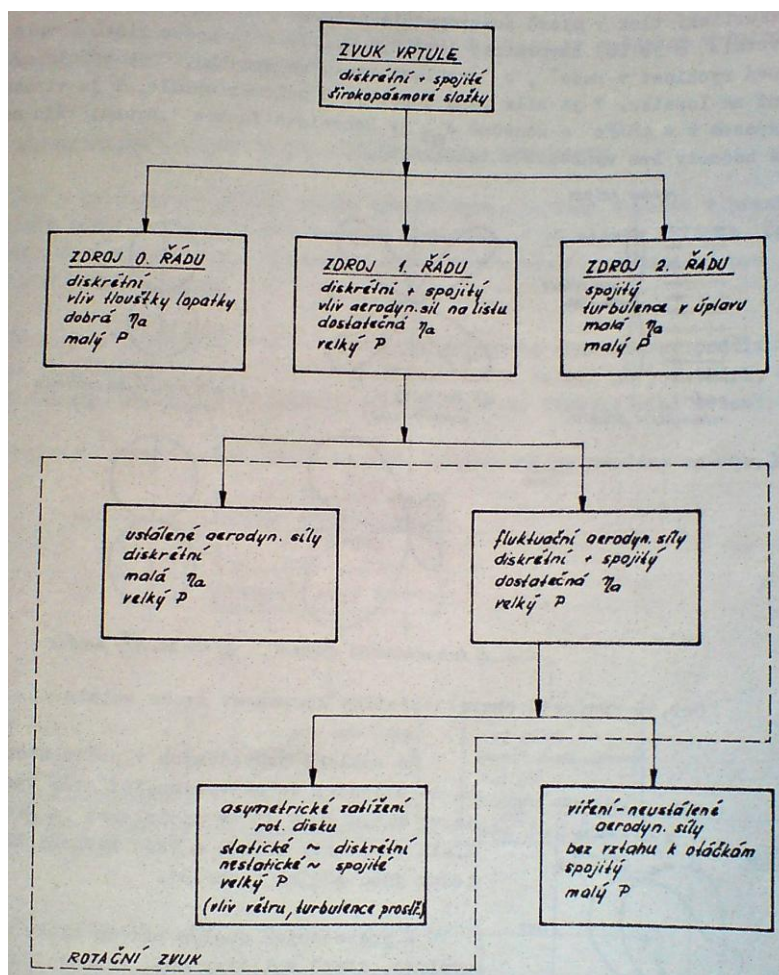 ZVUK VRTULE
diskrétní + spojité
širokopásmové složky
ZDROJ 0. ŘÁDU
diskrétní
vliv tloušťky lopatky
dobrá ηa
malý P
ZDROJ 1. ŘÁDU
diskrétní + spojitý
vliv aerodyn. sil na listu
dostatečná ηa
velký P
ZDROJ 2. ŘÁDU
spojitý
turbulence v úplavu
malá ηa
malý P
ustálené aerodyn. síly
diskrétní
malá ηa
velký P
fluktuační aerodyn. síly
diskrétní + spojitý
dostatečná ηa
velký P
asymetrické zatížení
rot. disku
statická ~ diskrétní
nestatické ~ spojité
velký P
(vliv větru, turbulence prostř.)
víření - neustálené
aerodyn. síly
bez vztahu k otáčkám
spojitý
malý P
ROTAČNÍ ZVUK